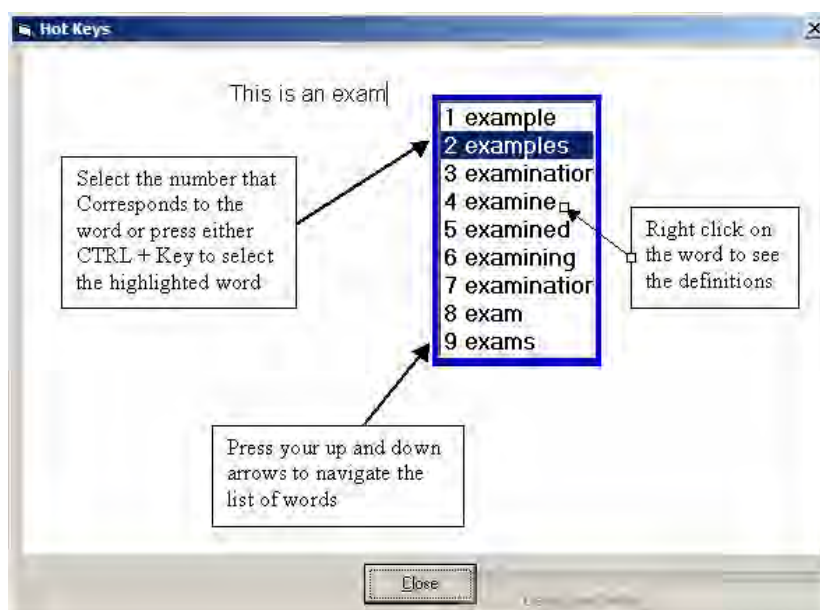 Hot Keys
This is an exam
1 example
2 examples
3 examination
4 examine
5 examined
6 examining
7 examination
8 exam
9 exams
Select the number that
Corresponds to the
word or press either
CTRL + Key to select
the highlighted word
Right click on
the word to see
the definitions
Press your up and down
arrows to navigate the
list of words
Close